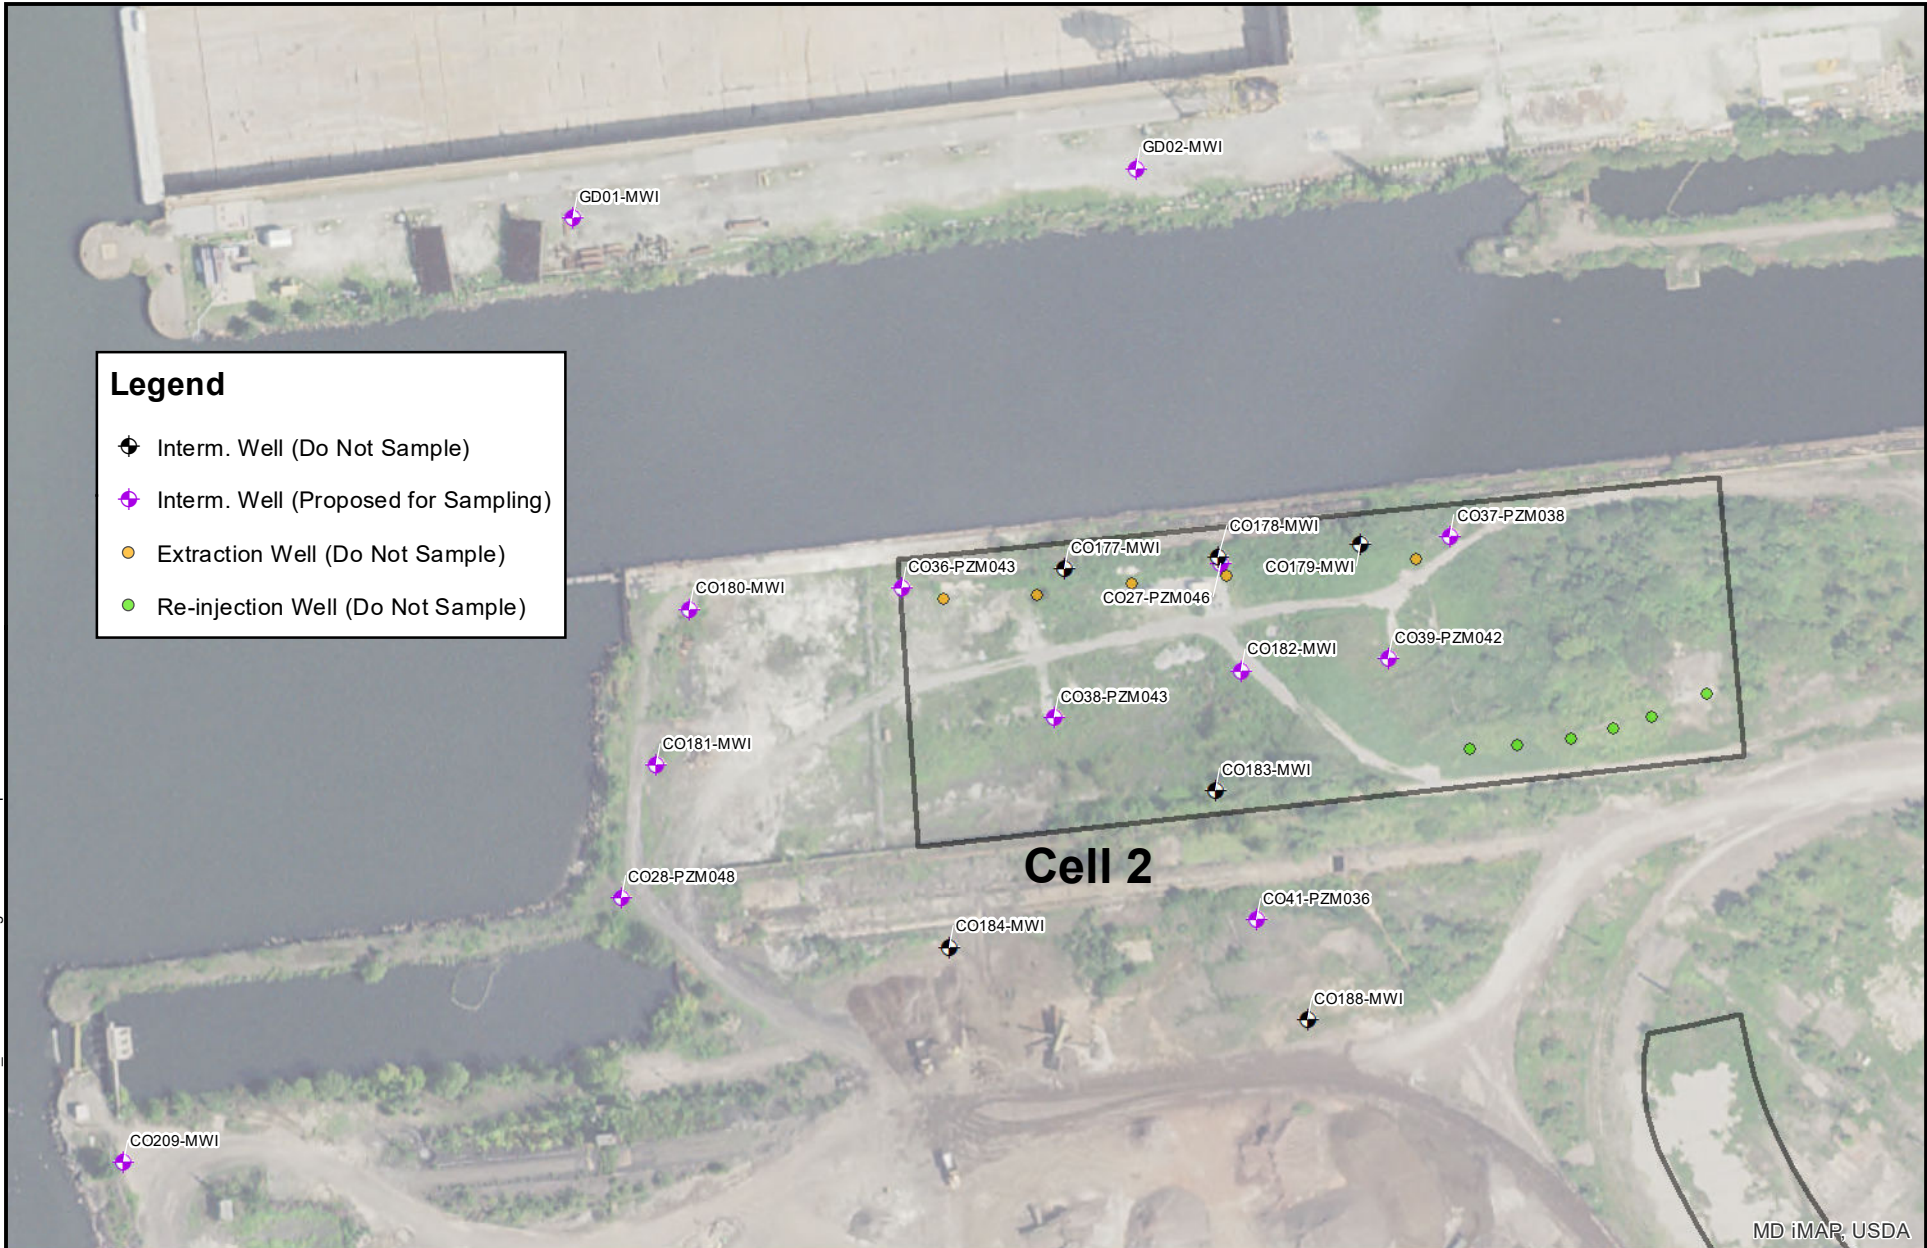 GD02-MWI
GD01-MWI
Legend
Interm. Well (Do Not Sample)
Interm. Well (Proposed for Sampling)
Extraction Well (Do Not Sample)
Re-injection Well (Do Not Sample)
CO37-PZM038
CO178-MWI
CO177-MWI
CO179-MWI
CO36-PZM043
CO180-MWI
CO27-PZM046
CO39-PZM042
CO182-MWI
CO38-PZM043
CO181-MWI
CO183-MWI
Cell 2
CO28-PZM048
CO41-PZM036
CO184-MWI
CO188-MWI
CO209-MWI
MD iMAP, USDA